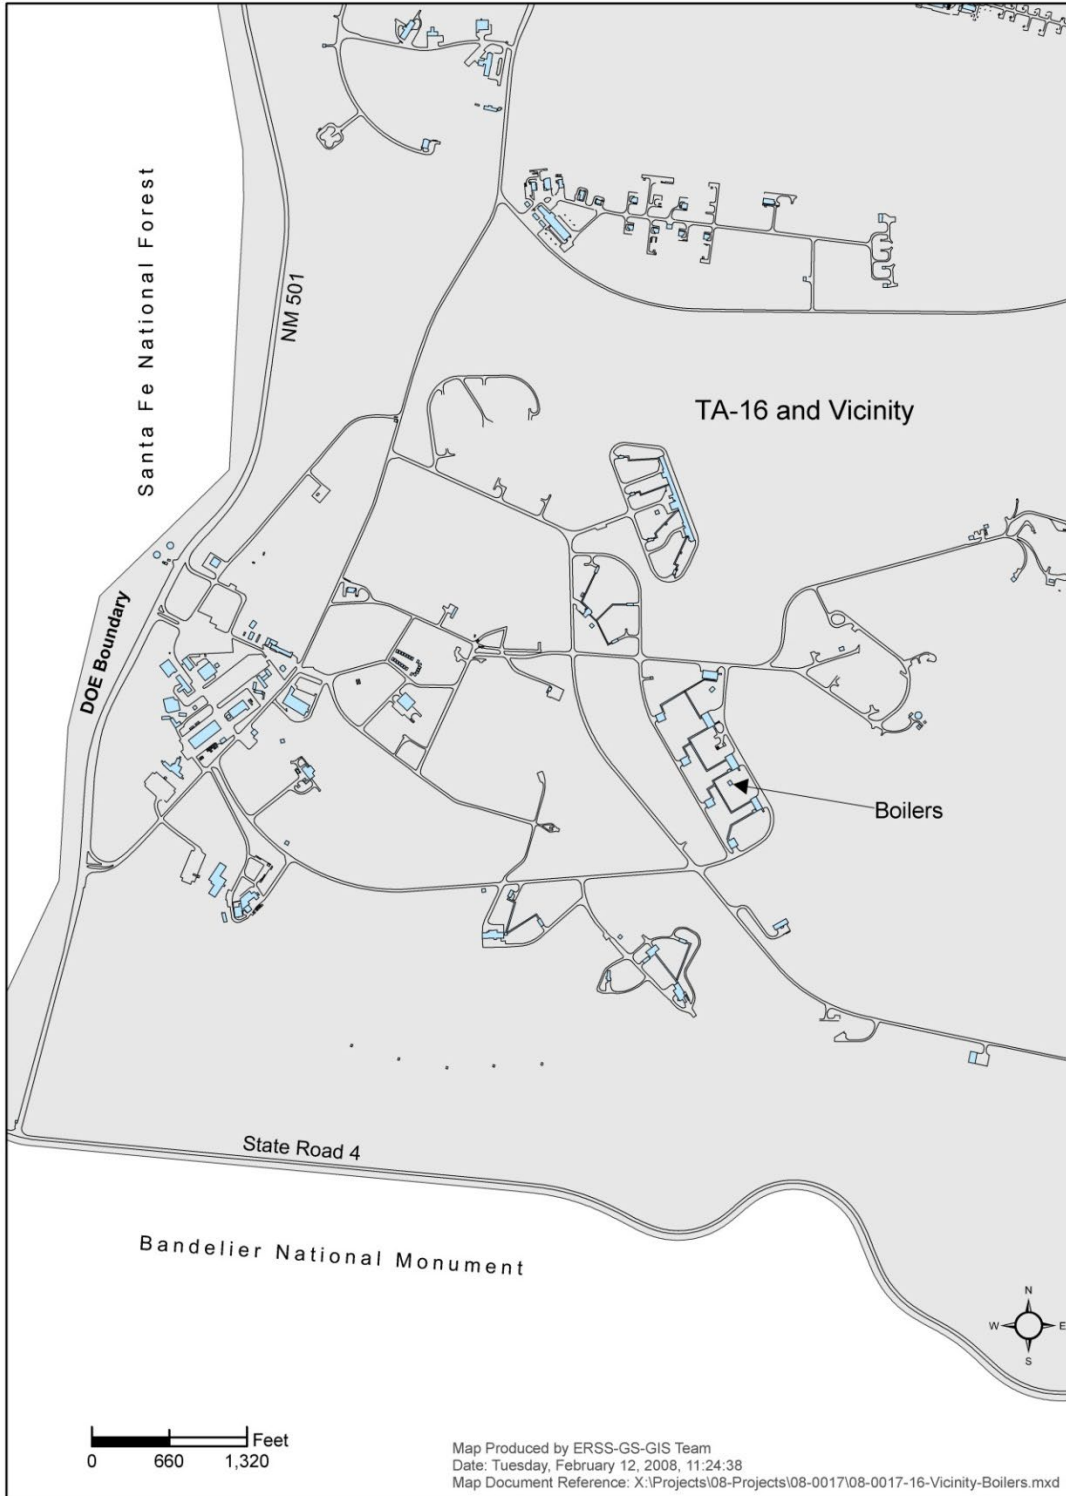 Santa Fe National Forest
NM 501
TA-16 and Vicinity
DOE Boundary
Boilers
State Road 4
Bandelier National Monument
N
W E
S
Feet
0 660 1,320
Map Produced by ERSS-GS-GIS Team
Date: Tuesday, February 12, 2008, 11:24:38
Map Document Reference: X:\Projects\08-Projects\08-0017\08-0017-16-Vicinity-Boilers.mxd